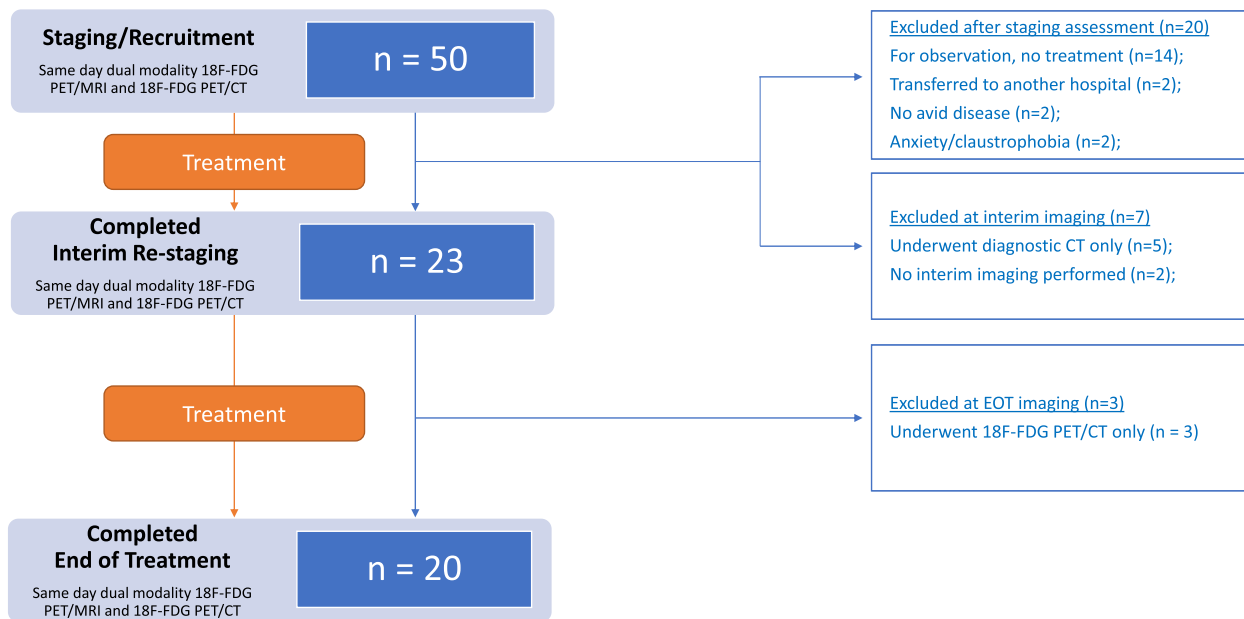 Staging/Recruitment
Same day dual modality 18F-FDG
PET/MRI and 18F-FDG PET/CT
n = 50
Treatment
Completed
Interim Re-staging
Same day dual modality 18F-FDG
PET/MRI and 18F-FDG PET/CT
n = 23
Treatment
Completed
End of Treatment
Same day dual modality 18F-FDG
PET/MRI and 18F-FDG PET/CT
n = 20
Excluded after staging assessment (n=20)
For observation, no treatment (n=14);
Transferred to another hospital (n=2);
No avid disease (n=2);
Anxiety/claustrophobia (n=2);
Excluded at interim imaging (n=7)
Underwent diagnostic CT only (n=5);
No interim imaging performed (n=2);
Excluded at EOT imaging (n=3)
Underwent 18F-FDG PET/CT only (n = 3)